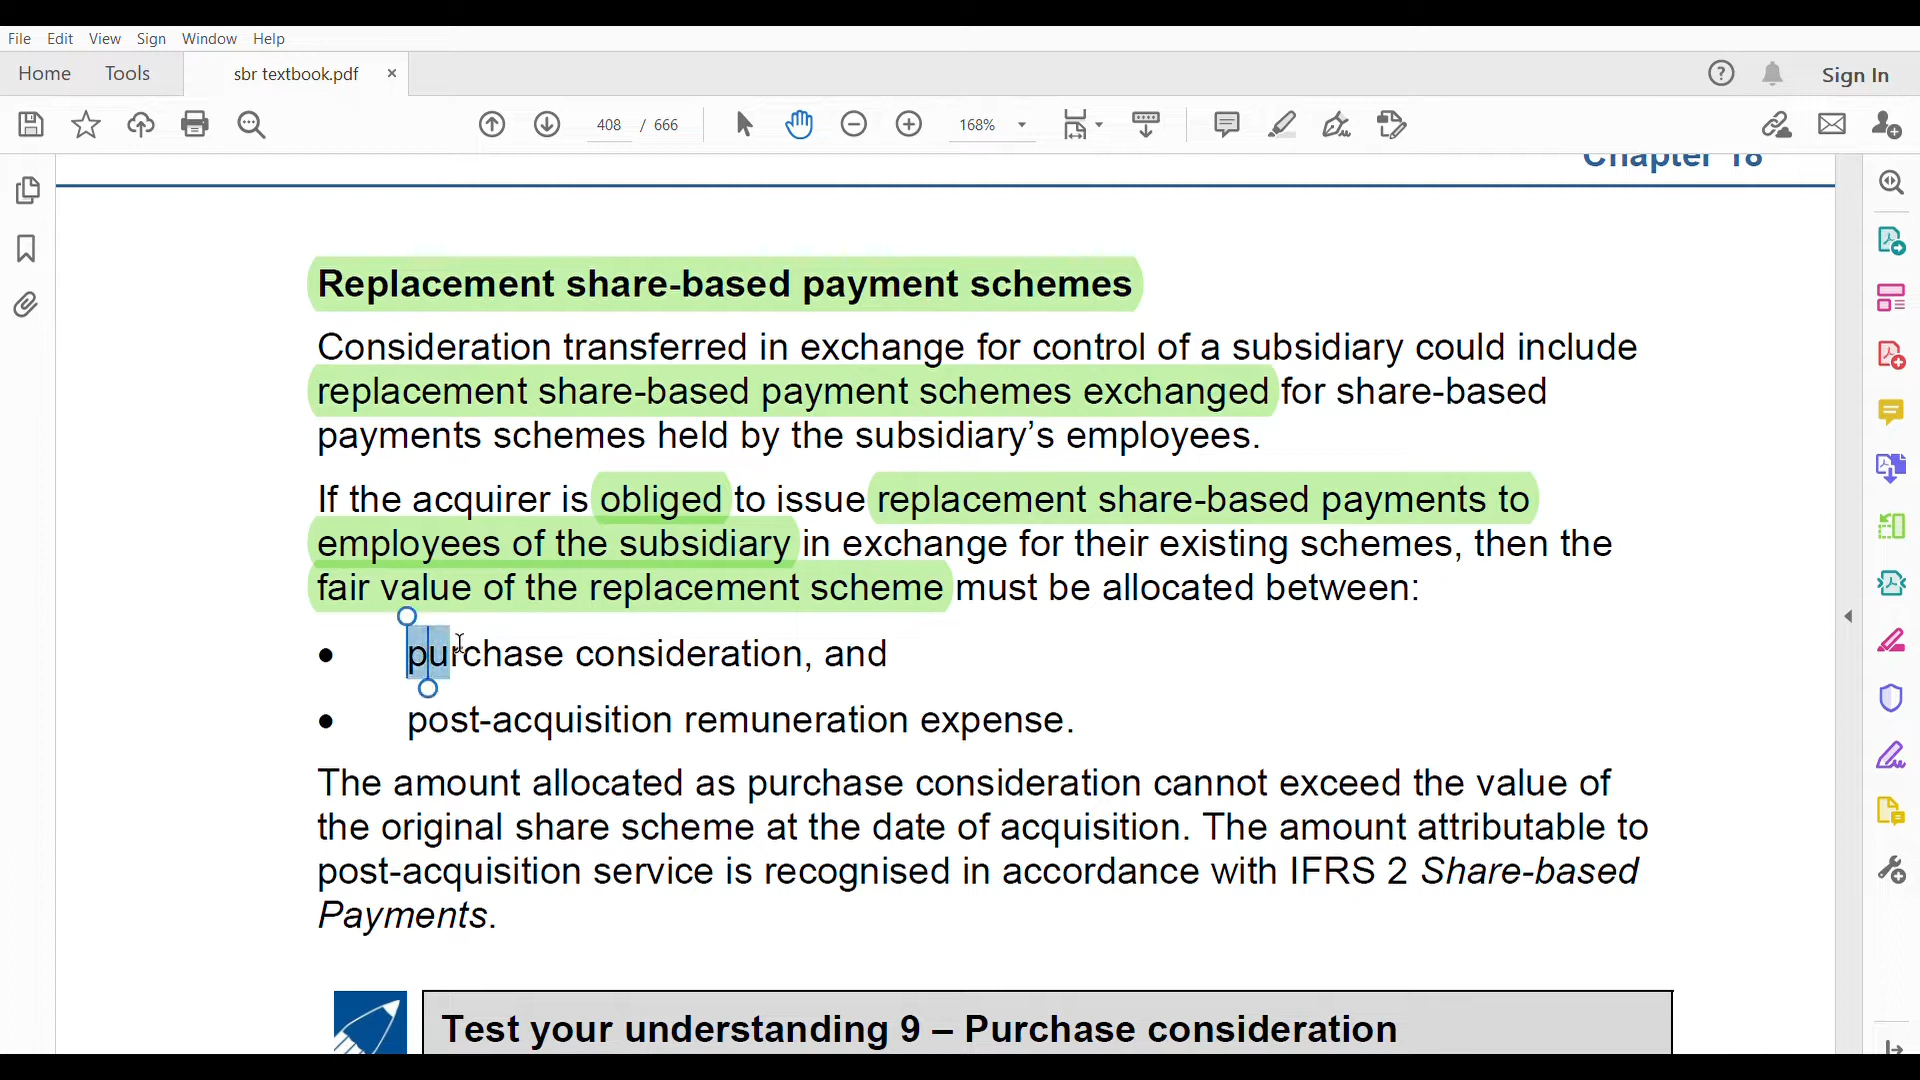 File Edit View Sign Window Help
Home Tools sbr textbook.pdf × Sign In
408 / 666 168%
Chapter 18
Replacement share-based payment schemes
Consideration transferred in exchange for control of a subsidiary could include
replacement share-based payment schemes exchanged for share-based
payments schemes held by the subsidiary's employees.
If the acquirer is obliged to issue replacement share-based payments to
employees of the subsidiary in exchange for their existing schemes, then the
fair value of the replacement scheme must be allocated between:
• purchase consideration, and
• post-acquisition remuneration expense.
The amount allocated as purchase consideration cannot exceed the value of
the original share scheme at the date of acquisition. The amount attributable to
post-acquisition service is recognised in accordance with IFRS 2 Share-based
Payments.
Test your understanding 9 – Purchase consideration